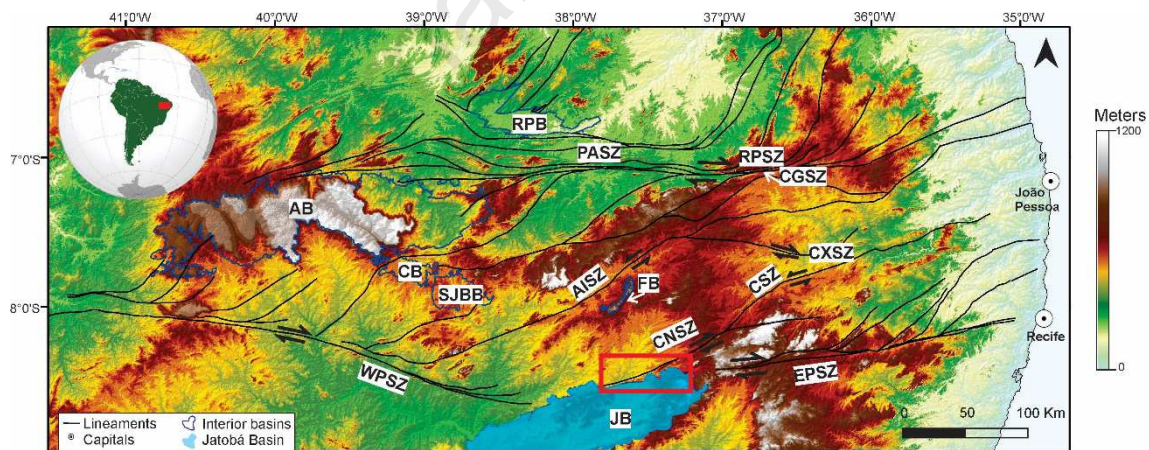 41°0'W 40°0'W 39°0'W 38°0'W 37°0'W 36°0'W 35°0'W
Meters
1200
0
7°0'S
8°0'S
RPB
PASZ
RPSZ
CGSZ
João
Pessoa
AB
CB
SJBB
AISZ
FB
CXSZ
CSZ
CNSZ
Recife
WPSZ
EPSZ
JB
Lineaments
Capitals
Interior basins
Jatobá Basin
0 50 100 Km